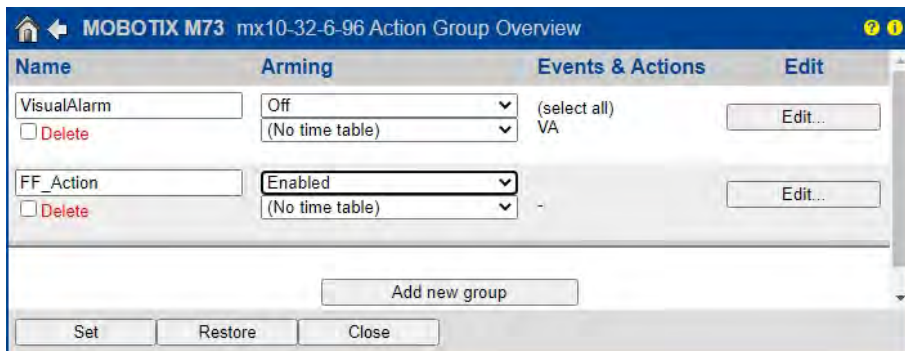 MOBOTIX M73 mx10-32-6-96 Action Group Overview ? i
Name Arming Events & Actions Edit
VisualAlarm Off (select all) Edit...
Delete (No time table) VA
FF_Action Enabled Edit...
Delete (No time table) -
Add new group
Set Restore Close